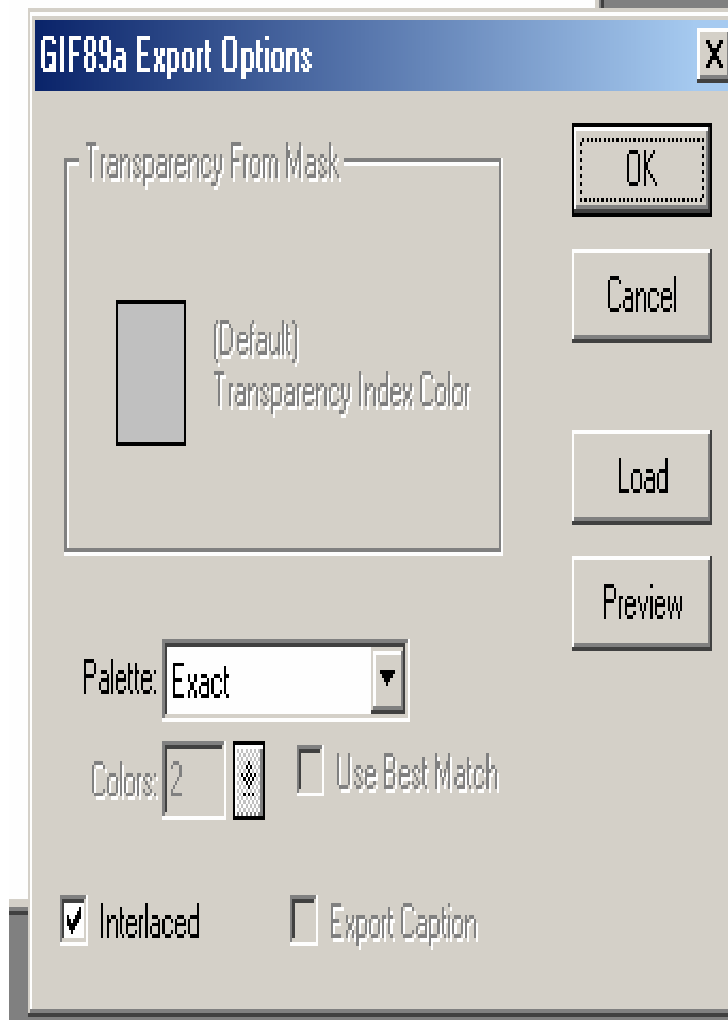 GIF89a Export Options
X
Transparency From Mask
OK
Cancel
(Default)
Transparency Index Color
Load
Preview
Palette: Exact
Colors: 2 Use Best Match
Interlaced Export Caption